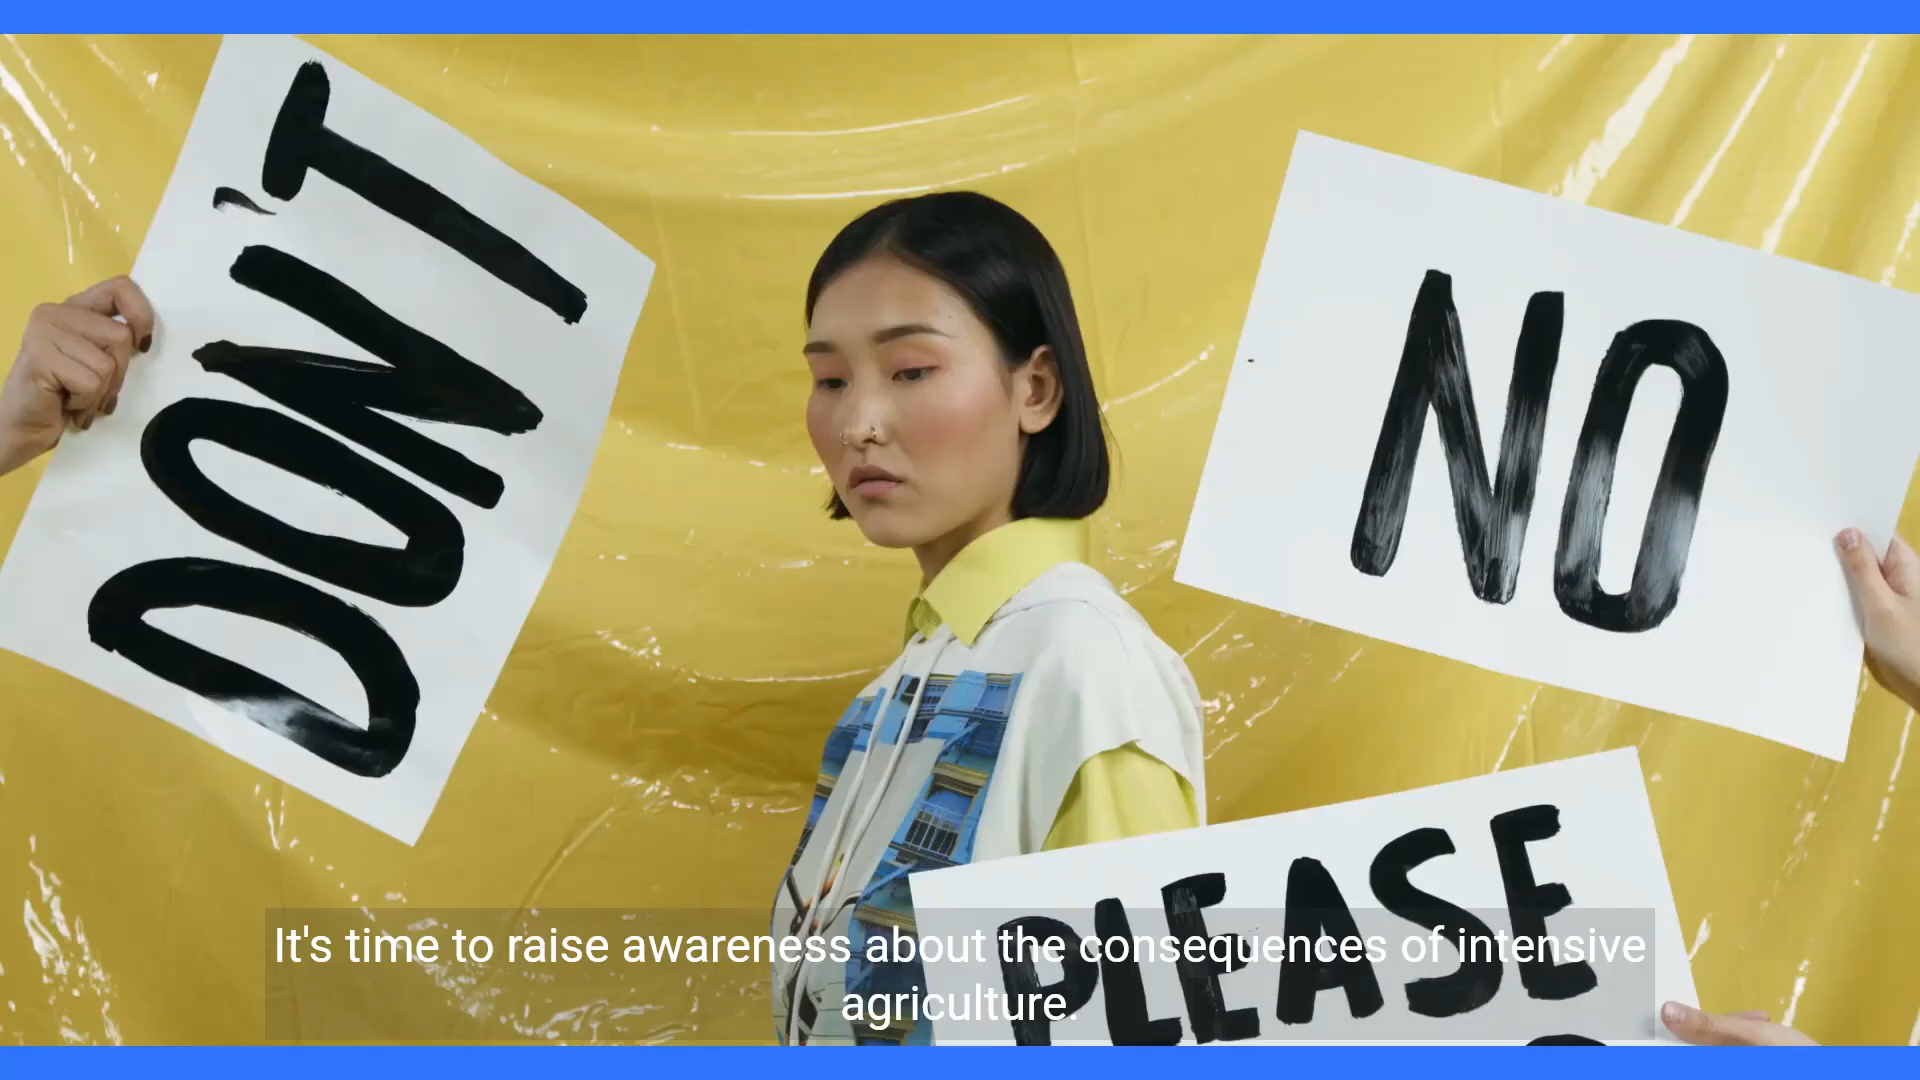 DON'T
NO
PLEASE
It's time to raise awareness about the consequences of intensive
agriculture.